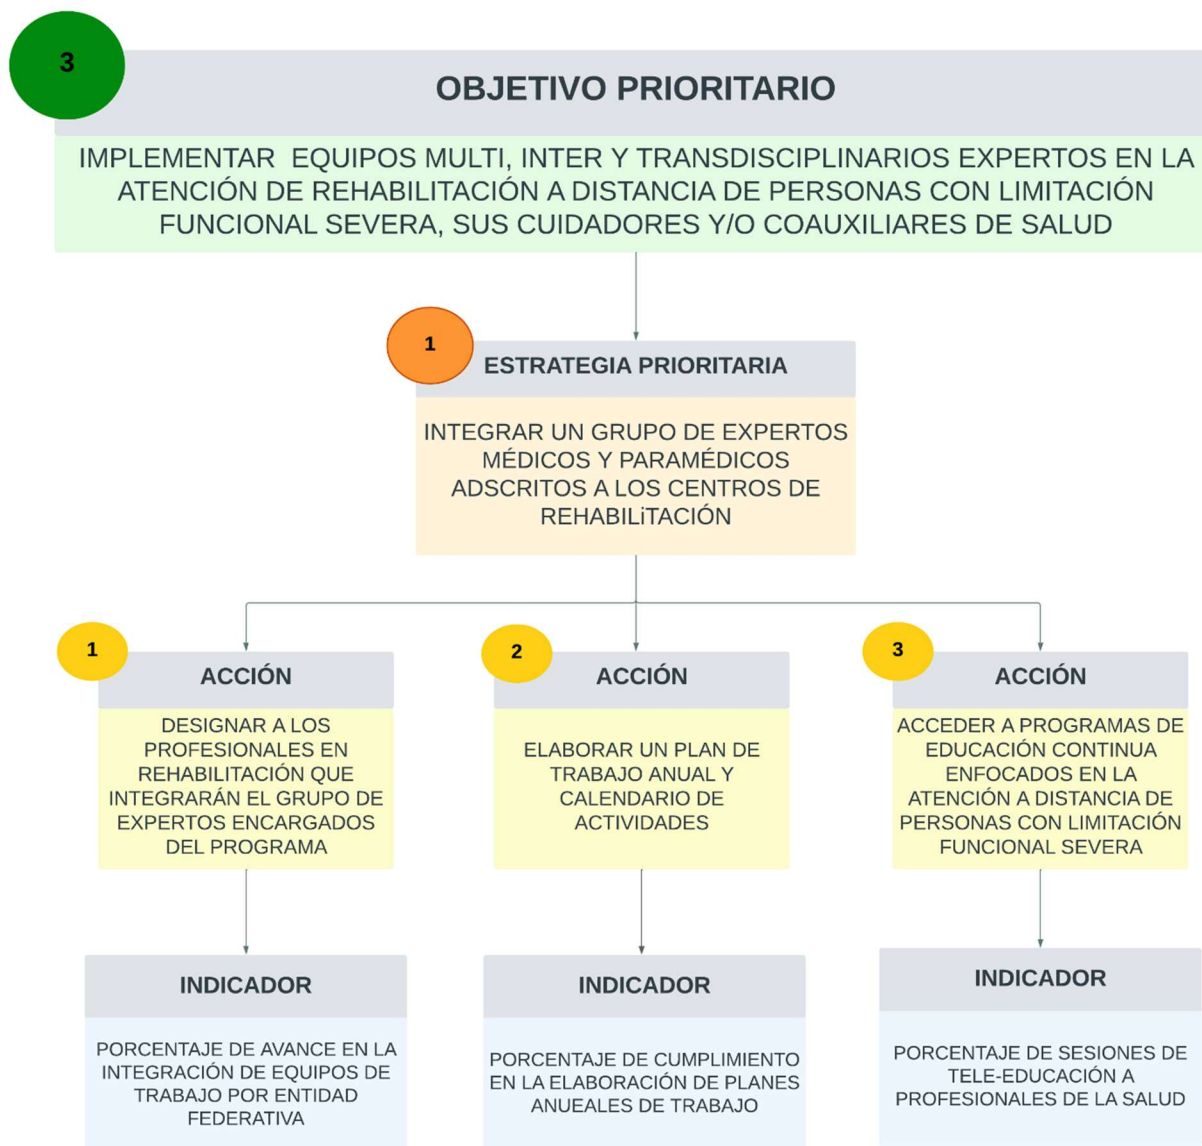 3
OBJETIVO PRIORITARIO
IMPLEMENTAR EQUIPOS MULTI, INTER Y TRANSDISCIPLINARIOS EXPERTOS EN LA
ATENCIÓN DE REHABILITACIÓN A DISTANCIA DE PERSONAS CON LIMITACIÓN
FUNCIONAL SEVERA, SUS CUIDADORES Y/O COAUXILIARES DE SALUD
1
ESTRATEGIA PRIORITARIA
INTEGRAR UN GRUPO DE EXPERTOS
MÉDICOS Y PARAMÉDICOS
ADSCRITOS A LOS CENTROS DE
REHABILiTACIÓN
1
ACCIÓN
DESIGNAR A LOS
PROFESIONALES EN
REHABILITACIÓN QUE
INTEGRARÁN EL GRUPO DE
EXPERTOS ENCARGADOS
DEL PROGRAMA
2
ACCIÓN
ELABORAR UN PLAN DE
TRABAJO ANUAL Y
CALENDARIO DE
ACTIVIDADES
3
ACCIÓN
ACCEDER A PROGRAMAS DE
EDUCACIÓN CONTINUA
ENFOCADOS EN LA
ATENCIÓN A DISTANCIA DE
PERSONAS CON LIMITACIÓN
FUNCIONAL SEVERA
INDICADOR
PORCENTAJE DE AVANCE EN LA
INTEGRACIÓN DE EQUIPOS DE
TRABAJO POR ENTIDAD
FEDERATIVA
INDICADOR
PORCENTAJE DE CUMPLIMIENTO
EN LA ELABORACIÓN DE PLANES
ANUEALES DE TRABAJO
INDICADOR
PORCENTAJE DE SESIONES DE
TELE-EDUCACIÓN A
PROFESIONALES DE LA SALUD